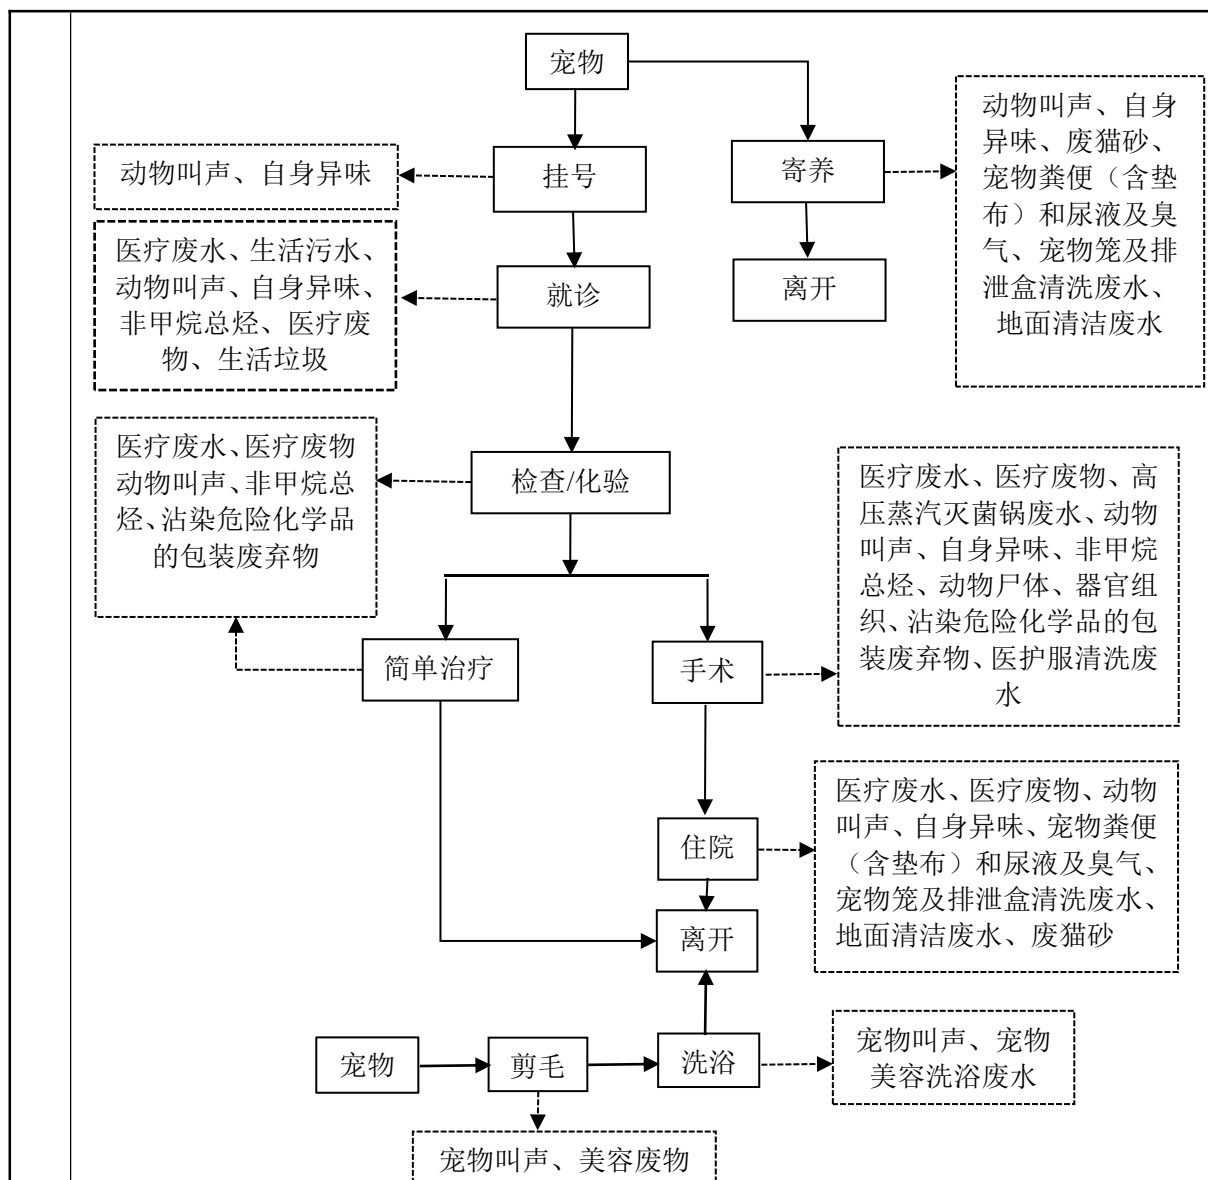 宠物
动物叫声、自身
异味、废猫砂、
宠物粪便（含垫
布）和尿液及臭
气、宠物笼及排
泄盒清洗废水、
地面清洁废水
动物叫声、自身异味
挂号
寄养
医疗废水、生活污水、
动物叫声、自身异味、
非甲烷总烃、医疗废
物、生活垃圾
就诊
离开
医疗废水、医疗废物
动物叫声、非甲烷总
烃、沾染危险化学品
的包装废弃物
检查/化验
医疗废水、医疗废物、高
压蒸汽灭菌锅废水、动物
叫声、自身异味、非甲烷
总烃、动物尸体、器官组
织、沾染危险化学品的包
装废弃物、医护服清洗废
水
简单治疗
手术
住院
医疗废水、医疗废物、动物
叫声、自身异味、宠物粪便
（含垫布）和尿液及臭气、
宠物笼及排泄盒清洗废水、
地面清洁废水、废猫砂
离开
宠物
剪毛
洗浴
宠物叫声、宠物
美容洗浴废水
宠物叫声、美容废物